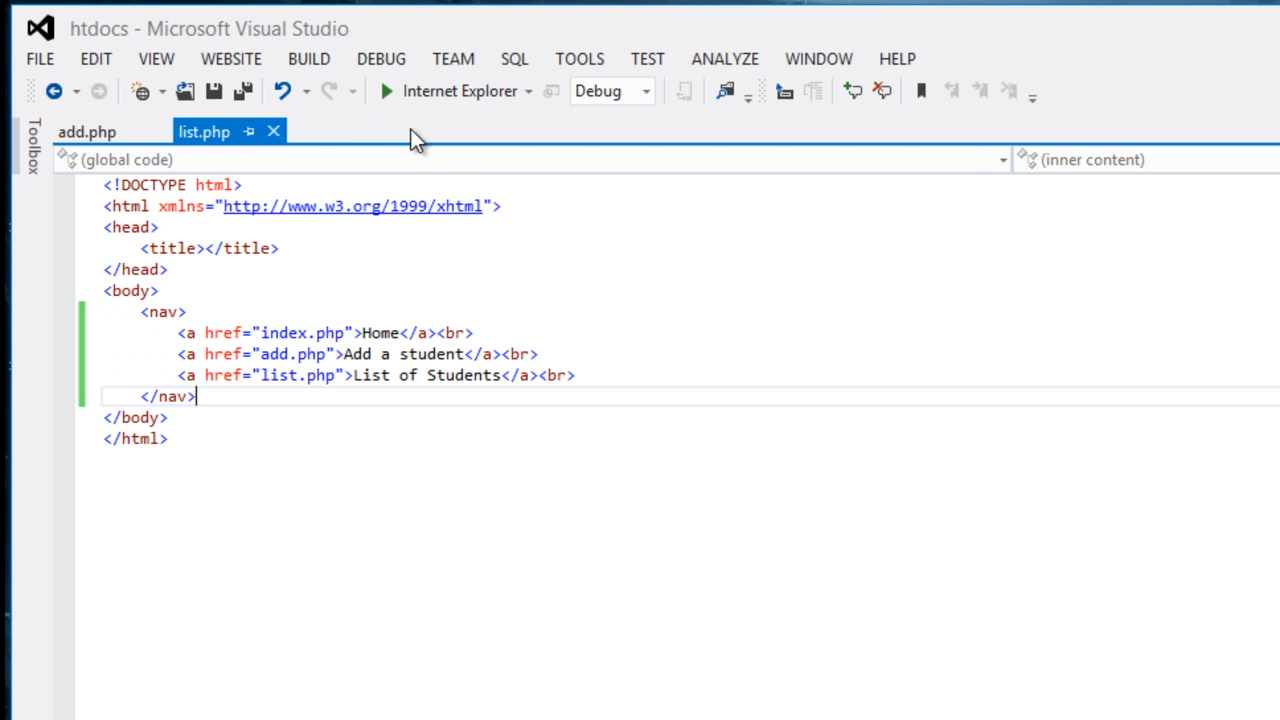 htdocs - Microsoft Visual Studio
FILE EDIT VIEW WEBSITE BUILD DEBUG TEAM SQL TOOLS TEST ANALYZE WINDOW HELP
Internet Explorer Debug
Toolbox
add.php list.php
(global code) (inner content)
<!DOCTYPE html>
<html xmlns="http://www.w3.org/1999/xhtml">
<head>
<title></title>
</head>
<body>
<nav>
<a href="index.php">Home</a><br>
<a href="add.php">Add a student</a><br>
<a href="list.php">List of Students</a><br>
</nav>
</body>
</html>